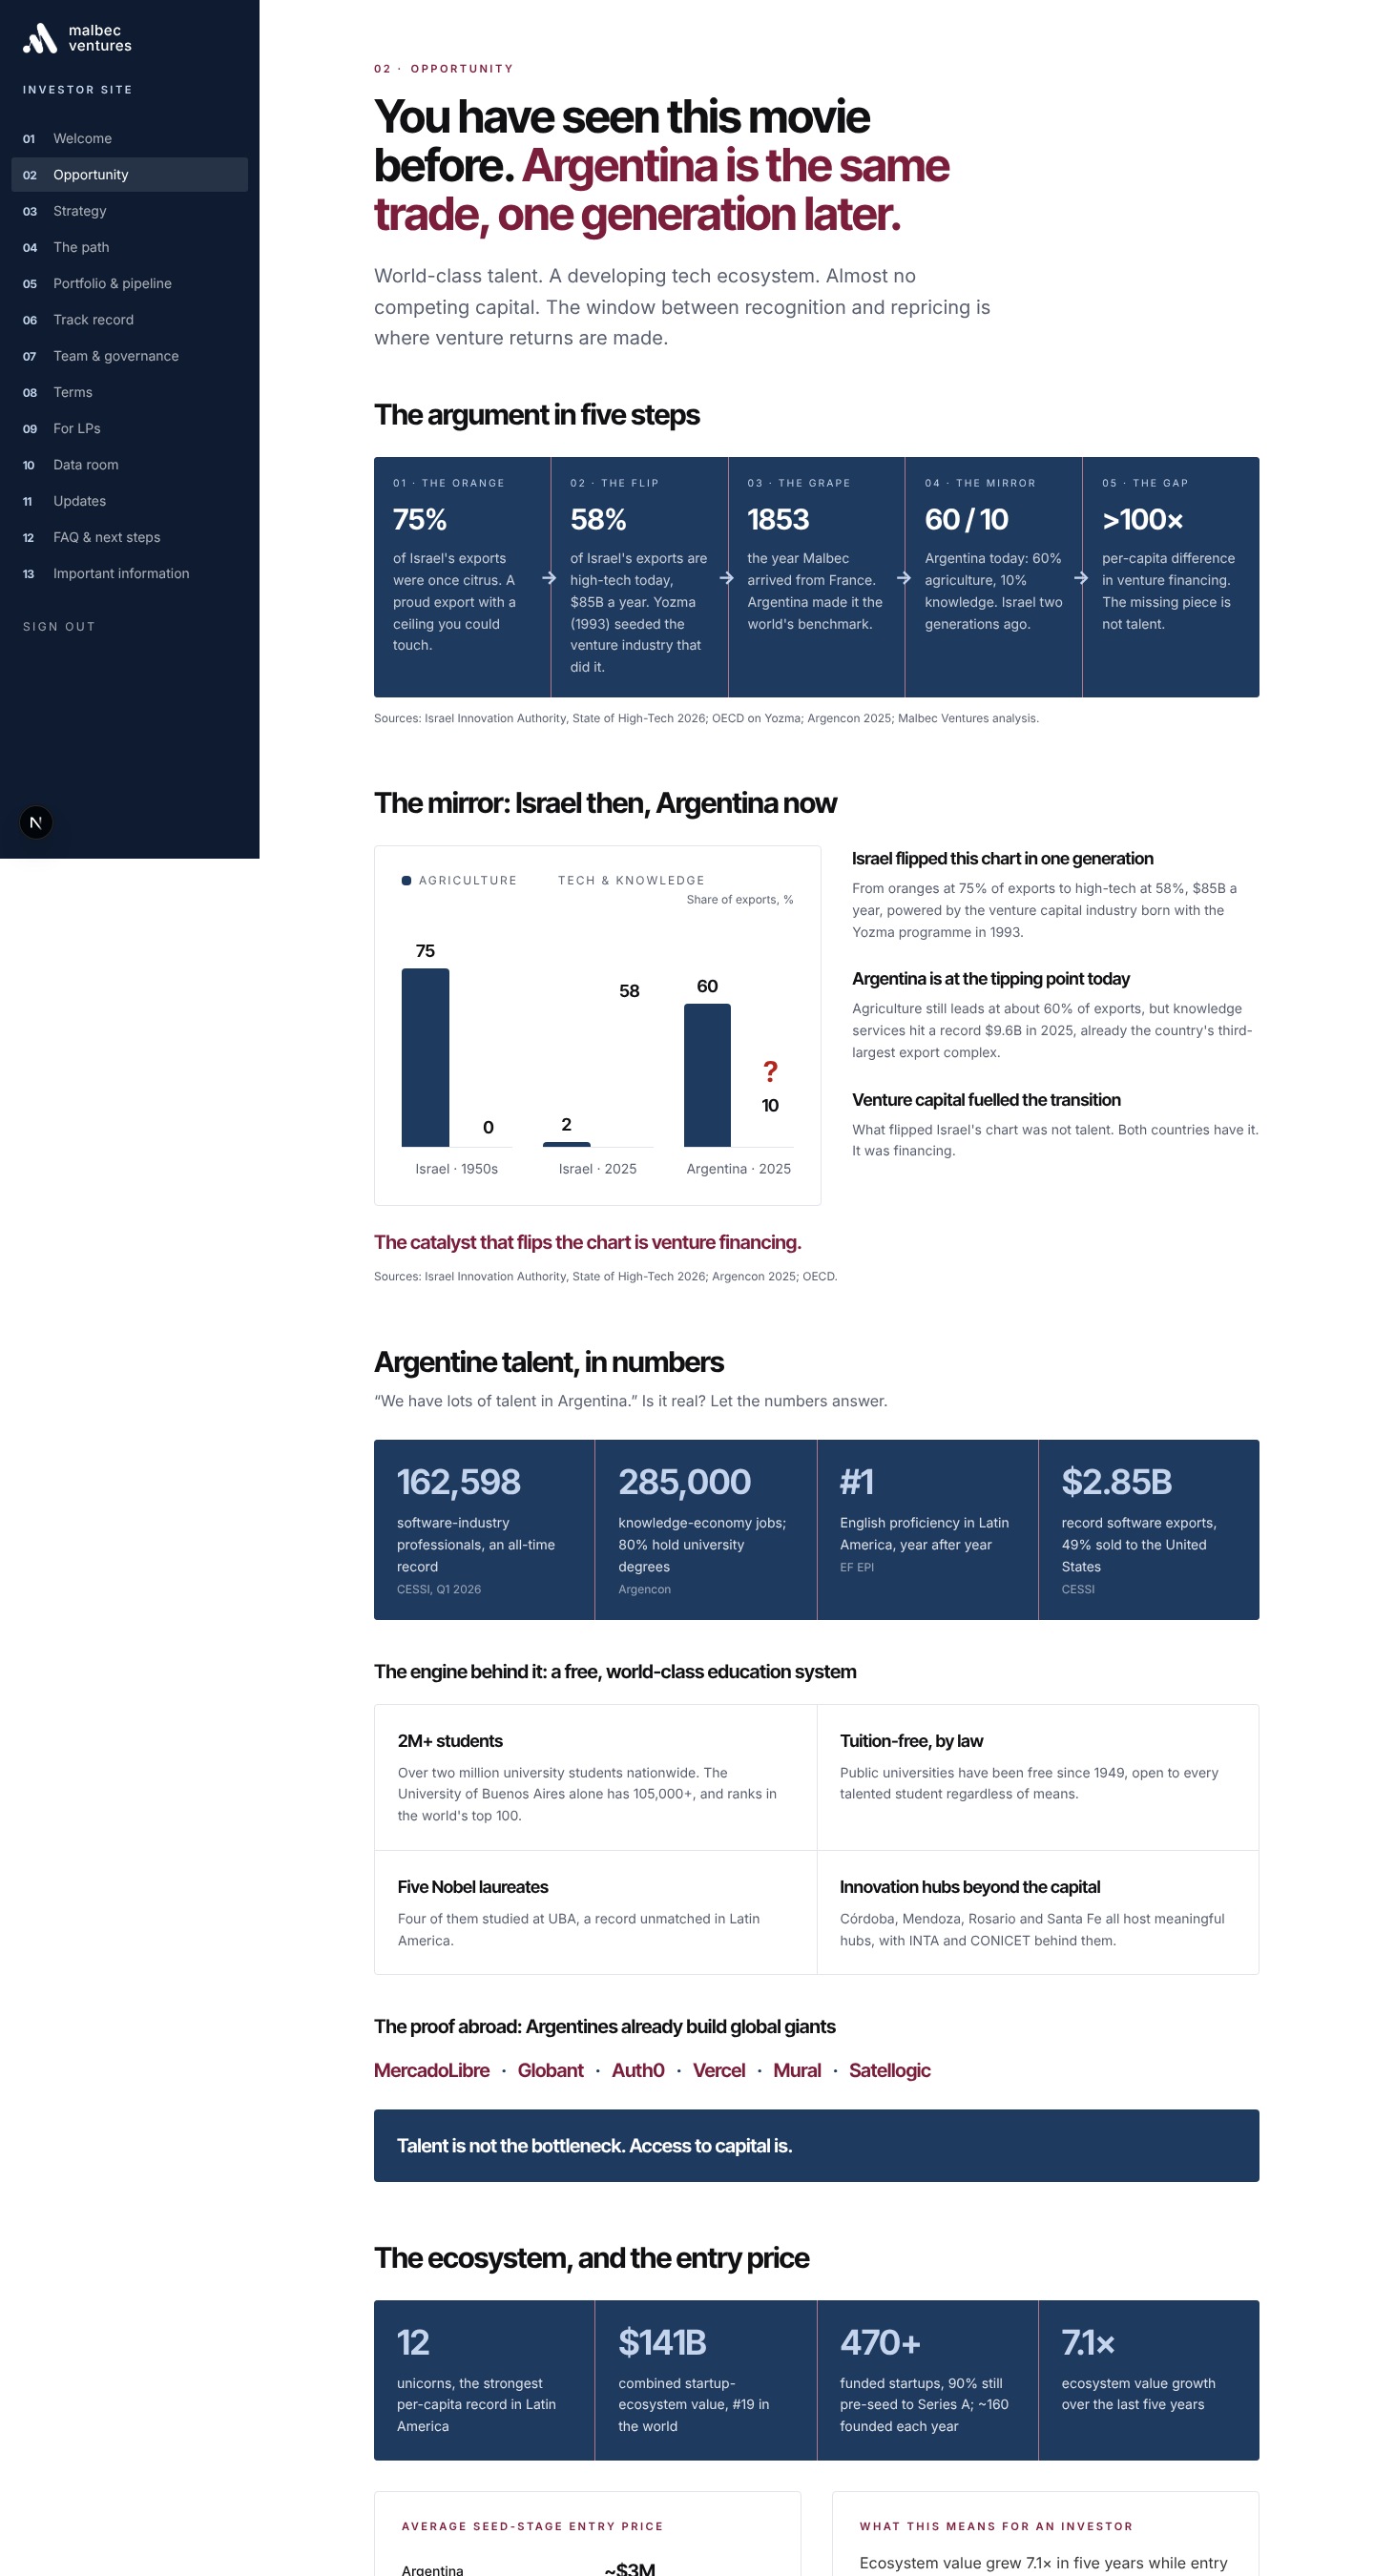 malbec
ventures
INVESTOR SITE
01 Welcome
02 Opportunity
03 Strategy
04 The path
05 Portfolio & pipeline
06 Track record
07 Team & governance
08 Terms
09 For LPs
10 Data room
11 Updates
12 FAQ & next steps
13 Important information
SIGN OUT
N
02 · OPPORTUNITY
You have seen this movie
before. Argentina is the same
trade, one generation later.
World-class talent. A developing tech ecosystem. Almost no
competing capital. The window between recognition and repricing is
where venture returns are made.
The argument in five steps
01 · THE ORANGE
75%
of Israel's exports
were once citrus. A
proud export with a
ceiling you could
touch.
→
02 · THE FLIP
58%
of Israel's exports are
high-tech today,
$85B a year. Yozma
(1993) seeded the
venture industry that
did it.
→
03 · THE GRAPE
1853
the year Malbec
arrived from France.
Argentina made it the
world's benchmark.
→
04 · THE MIRROR
60 / 10
Argentina today: 60%
agriculture, 10%
knowledge. Israel two
generations ago.
→
05 · THE GAP
>100×
per-capita difference
in venture financing.
The missing piece is
not talent.
Sources: Israel Innovation Authority, State of High-Tech 2026; OECD on Yozma; Argencon 2025; Malbec Ventures analysis.
The mirror: Israel then, Argentina now
AGRICULTURE TECH & KNOWLEDGE
Share of exports, %
75
0
2
58
60
?
10
Israel · 1950s
Israel · 2025
Argentina · 2025
Israel flipped this chart in one generation
From oranges at 75% of exports to high-tech at 58%, $85B a
year, powered by the venture capital industry born with the
Yozma programme in 1993.
Argentina is at the tipping point today
Agriculture still leads at about 60% of exports, but knowledge
services hit a record $9.6B in 2025, already the country's third-
largest export complex.
Venture capital fuelled the transition
What flipped Israel's chart was not talent. Both countries have it.
It was financing.
The catalyst that flips the chart is venture financing.
Sources: Israel Innovation Authority, State of High-Tech 2026; Argencon 2025; OECD.
Argentine talent, in numbers
“We have lots of talent in Argentina.” Is it real? Let the numbers answer.
162,598
software-industry
professionals, an all-time
record
CESSI, Q1 2026
285,000
knowledge-economy jobs;
80% hold university
degrees
Argencon
#1
English proficiency in Latin
America, year after year
EF EPI
$2.85B
record software exports,
49% sold to the United
States
CESSI
The engine behind it: a free, world-class education system
2M+ students
Over two million university students nationwide. The
University of Buenos Aires alone has 105,000+, and ranks in
the world's top 100.
Tuition-free, by law
Public universities have been free since 1949, open to every
talented student regardless of means.
Five Nobel laureates
Four of them studied at UBA, a record unmatched in Latin
America.
Innovation hubs beyond the capital
Córdoba, Mendoza, Rosario and Santa Fe all host meaningful
hubs, with INTA and CONICET behind them.
The proof abroad: Argentines already build global giants
MercadoLibre · Globant · Auth0 · Vercel · Mural · Satellogic
Talent is not the bottleneck. Access to capital is.
The ecosystem, and the entry price
12
unicorns, the strongest
per-capita record in Latin
America
$141B
combined startup-
ecosystem value, #19 in
the world
470+
funded startups, 90% still
pre-seed to Series A; ~160
founded each year
7.1×
ecosystem value growth
over the last five years
AVERAGE SEED-STAGE ENTRY PRICE
Argentina ~$3M
WHAT THIS MEANS FOR AN INVESTOR
Ecosystem value grew 7.1× in five years while entry